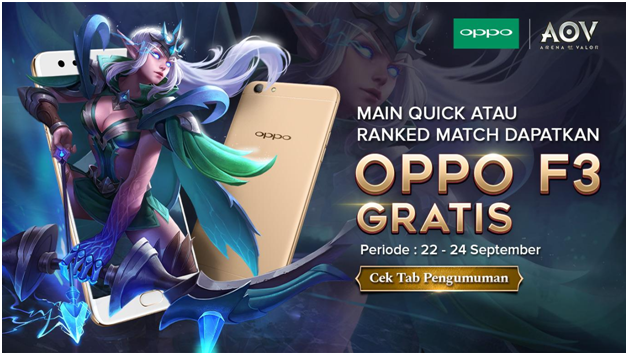 oppo
AOV
ARENA OF VALOR
oppo
MAIN QUICK ATAU
RANKED MATCH DAPATKAN
OPPO F3
GRATIS
Periode : 22 - 24 September
Cek Tab Pengumuman